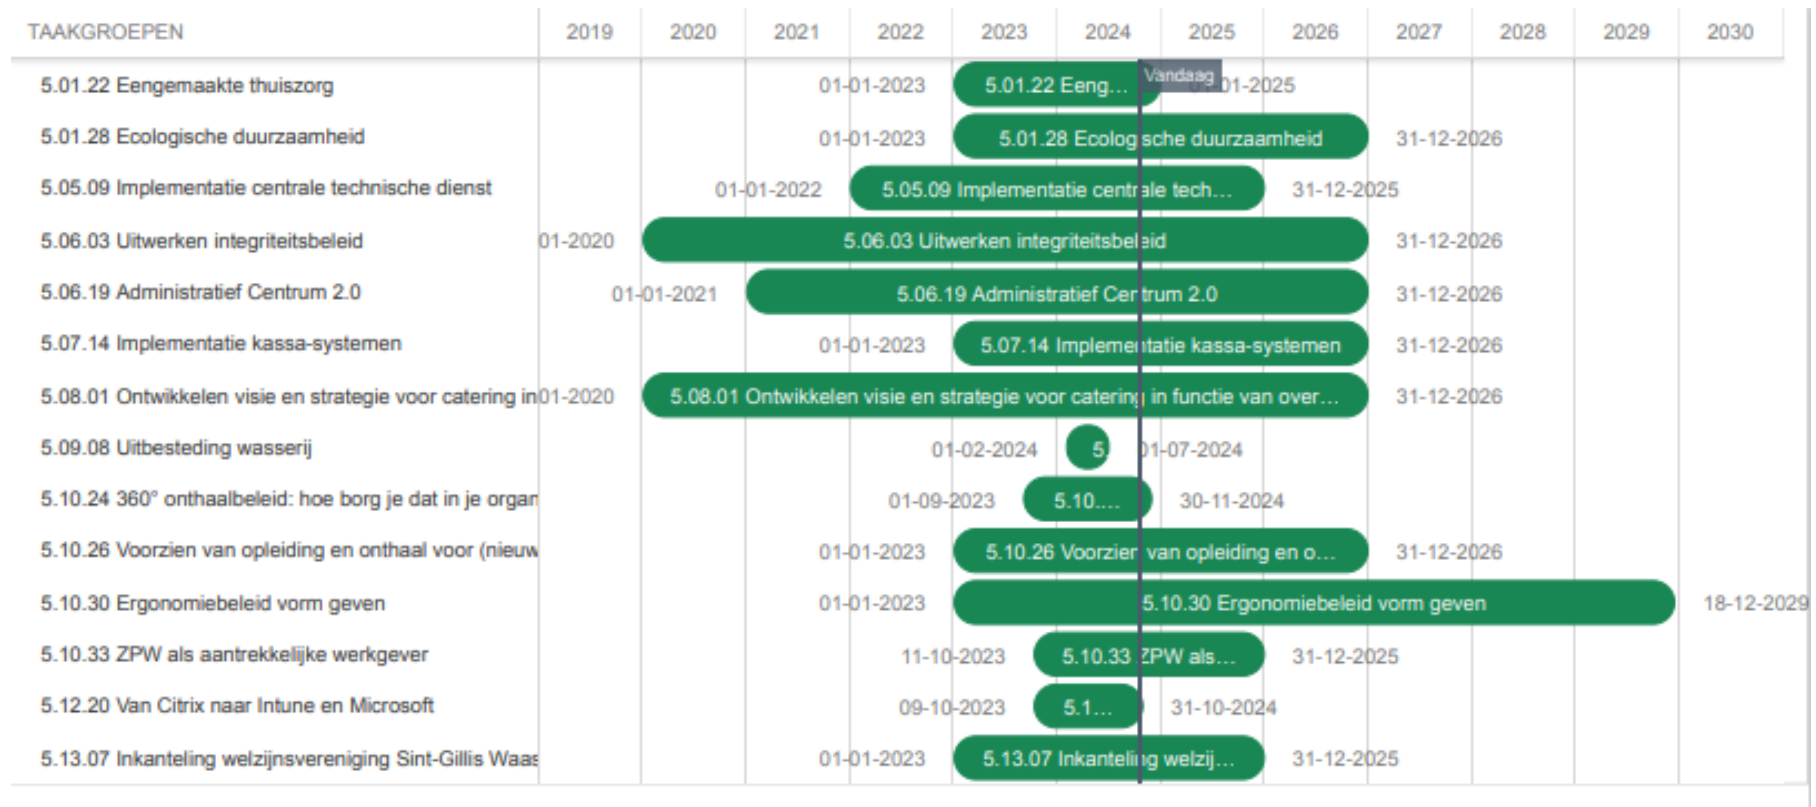 TAAKGROEPEN 2019 2020 2021 2022 2023 2024 2025 2026 2027 2028 2029 2030
Vandaag
5.01.22 Eengemaakte thuiszorg 01-01-2023 5.01.22 Eeng... 01-2025
5.01.28 Ecologische duurzaamheid 01-01-2023 5.01.28 Ecologische duurzaamheid 31-12-2026
5.05.09 Implementatie centrale technische dienst 01-01-2022 5.05.09 Implementatie centrale tech... 31-12-2025
5.06.03 Uitwerken integriteitsbeleid 01-2020 5.06.03 Uitwerken integriteitsbeleid 31-12-2026
5.06.19 Administratief Centrum 2.0 01-01-2021 5.06.19 Administratief Centrum 2.0 31-12-2026
5.07.14 Implementatie kassa-systemen 01-01-2023 5.07.14 Implementatie kassa-systemen 31-12-2026
5.08.01 Ontwikkelen visie en strategie voor catering in 01-2020 5.08.01 Ontwikkelen visie en strategie voor catering in functie van over... 31-12-2026
5.09.08 Uitbesteding wasserij 01-02-2024 5. 01-07-2024
5.10.24 360° onthaalbeleid: hoe borg je dat in je organ 01-09-2023 5.10.... 30-11-2024
5.10.26 Voorzien van opleiding en onthaal voor (nieuw 01-01-2023 5.10.26 Voorzien van opleiding en o... 31-12-2026
5.10.30 Ergonomiebeleid vorm geven 01-01-2023 5.10.30 Ergonomiebeleid vorm geven 18-12-2029
5.10.33 ZPW als aantrekkelijke werkgever 11-10-2023 5.10.33 ZPW als... 31-12-2025
5.12.20 Van Citrix naar Intune en Microsoft 09-10-2023 5.1... 31-10-2024
5.13.07 Inkanteling welzijnsvereniging Sint-Gillis Waas 01-01-2023 5.13.07 Inkanteling welzij... 31-12-2025